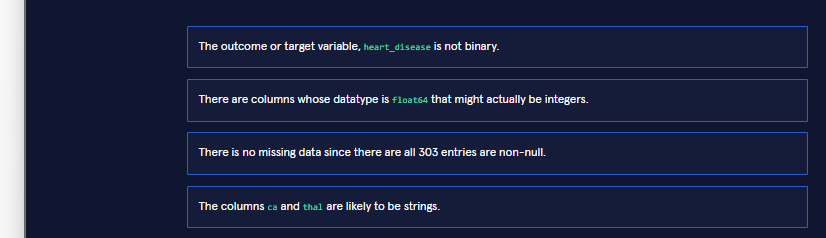 The outcome or target variable, heart_disease is not binary.
There are columns whose datatype is float64 that might actually be integers.
There is no missing data since there are all 303 entries are non-null.
The columns ca and thal are likely to be strings.